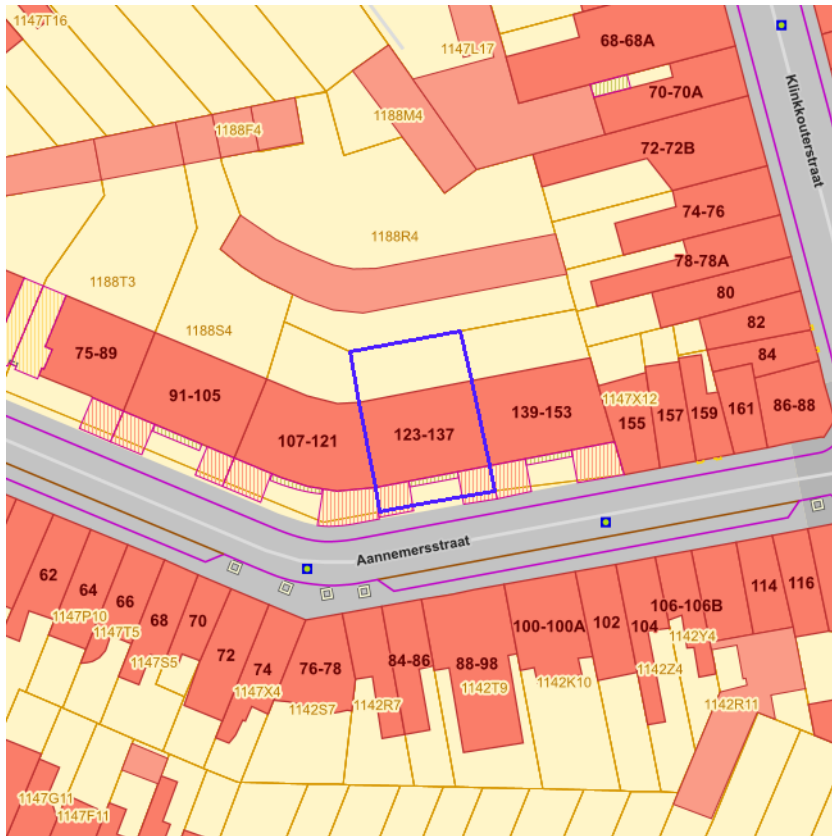 1147T16
68-68A
1147L17
Klinkkouterstraat
70-70A
1188M4
1188F4
72-72B
74-76
1188R4
78-78A
1188T3
80
82
1188S4
84
75-89
91-105
1147X12
86-88
139-153
155
157
159
161
107-121
123-137
Aannemersstraat
62
64
66
68
70
72
74
76-78
84-86
88-98
100-100A
102
104
106-106B
114
116
1147P10
1147T5
1147S5
1147X4
1142S7
1142R7
1142T9
1142K10
1142Z4
1142Y4
1142R11
1147G11
1147F11